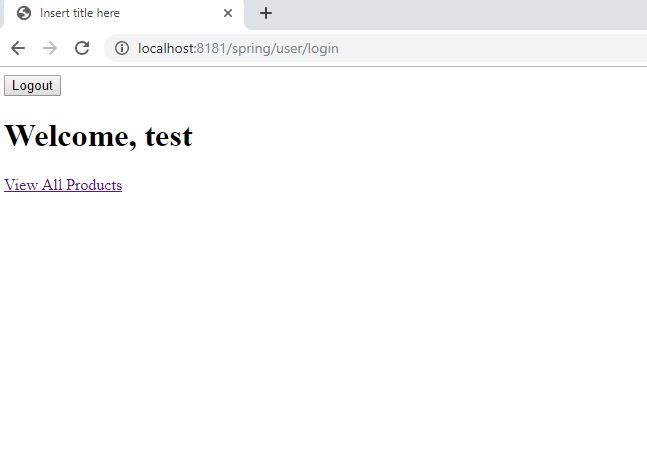 Insert title here
localhost:8181/spring/user/login
Logout
Welcome, test
View All Products